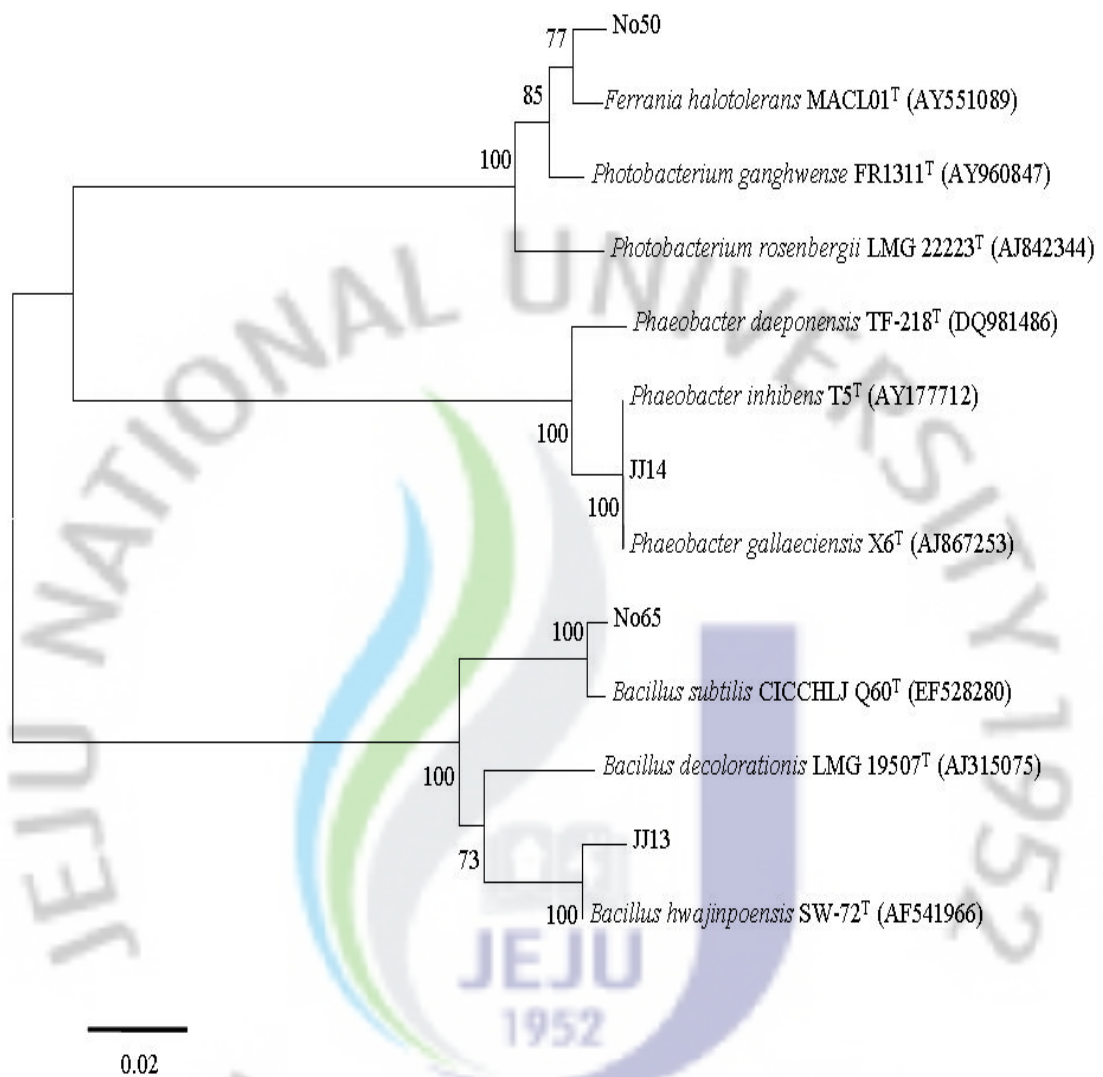 No50
77
Ferrania halotolerans MACL01ᵀ (AY551089)
85
Photobacterium ganghwense FR1311ᵀ (AY960847)
100
Photobacterium rosenbergii LMG 22223ᵀ (AJ842344)
Phaeobacter daeponensis TF-218ᵀ (DQ981486)
Phaeobacter inhibens T5ᵀ (AY177712)
100
JJ14
100
Phaeobacter gallaeciensis X6ᵀ (AJ867253)
No65
100
Bacillus subtilis CICCHLJ Q60ᵀ (EF528280)
Bacillus decolorationis LMG 19507ᵀ (AJ315075)
100
JJ13
73
100
Bacillus hwajinpoensis SW-72ᵀ (AF541966)
0.02
JEJU NATIONAL UNIVERSITY 1952
JEJU
1952